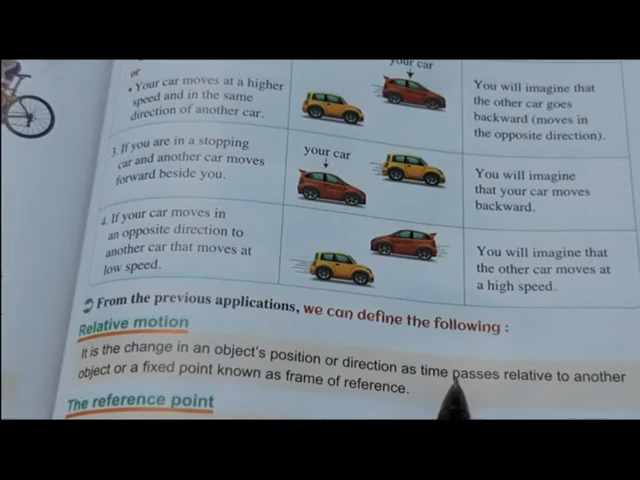 or
• Your car moves at a higher
speed and in the same
direction of another car.
your car
You will imagine that
the other car goes
backward (moves in
the opposite direction).
3. If you are in a stopping
car and another car moves
forward beside you.
your car
You will imagine
that your car moves
backward.
4. If your car moves in
an opposite direction to
another car that moves at
low speed.
You will imagine that
the other car moves at
a high speed.
From the previous applications, we can define the following :
Relative motion
It is the change in an object's position or direction as time passes relative to another
object or a fixed point known as frame of reference.
The reference point